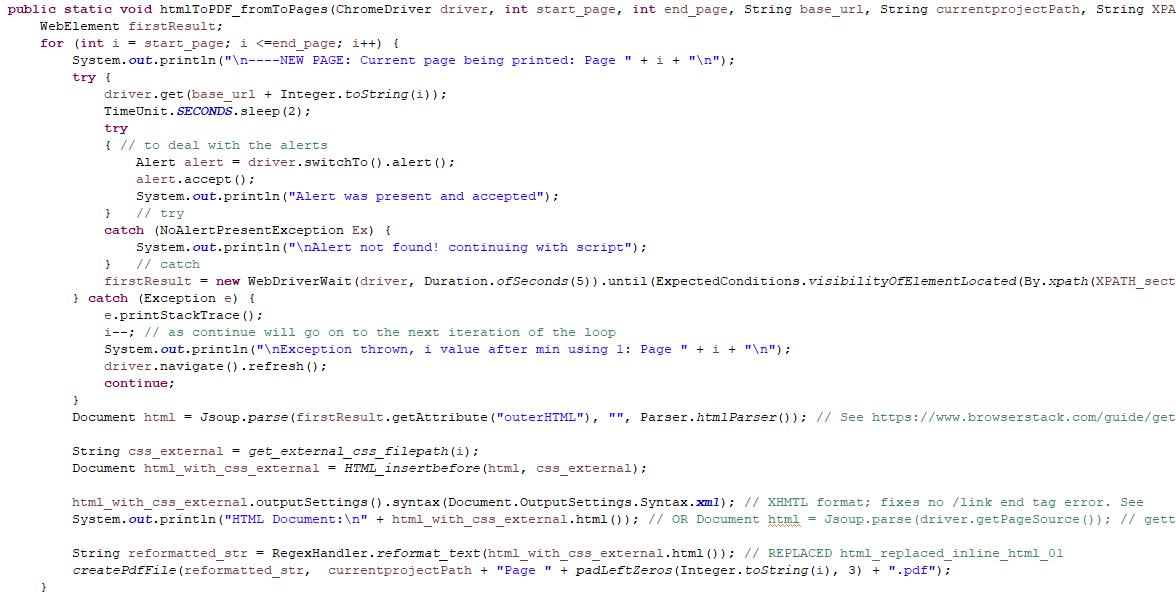 public static void htmlToPDF_fromToPages(ChromeDriver driver, int start_page, int end_page, String base_url, String currentprojectPath, String XPA
WebElement firstResult;
for (int i = start_page; i <=end_page; i++) {
System.out.println("\n----NEW PAGE: Current page being printed: Page " + i + "\n");
try {
driver.get(base_url + Integer.toString(i));
TimeUnit.SECONDS.sleep(2);
try
{ // to deal with the alerts
Alert alert = driver.switchTo().alert();
alert.accept();
System.out.println("Alert was present and accepted");
} // try
catch (NoAlertPresentException Ex) {
System.out.println("\nAlert not found! continuing with script");
} // catch
firstResult = new WebDriverWait(driver, Duration.ofSeconds(5)).until(ExpectedConditions.visibilityOfElementLocated(By.xpath(XPATH_sect
} catch (Exception e) {
e.printStackTrace();
i--; // as continue will go on to the next iteration of the loop
System.out.println("\nException thrown, i value after min using 1: Page " + i + "\n");
driver.navigate().refresh();
continue;
}
Document html = Jsoup.parse(firstResult.getAttribute("outerHTML"), "", Parser.htmlParser()); // See https://www.browserstack.com/guide/get
String css_external = get_external_css_filepath(i);
Document html_with_css_external = HTML_insertbefore(html, css_external);
html_with_css_external.outputSettings().syntax(Document.OutputSettings.Syntax.xml); // XHMTL format; fixes no /link end tag error. See
System.out.println("HTML Document:\n" + html_with_css_external.html()); // OR Document html = Jsoup.parse(driver.getPageSource()); // gett
String reformatted_str = RegexHandler.reformat_text(html_with_css_external.html()); // REPLACED html_replaced_inline_html_01
createPdfFile(reformatted_str, currentprojectPath + "Page " + padLeftZeros(Integer.toString(i), 3) + ".pdf");
}